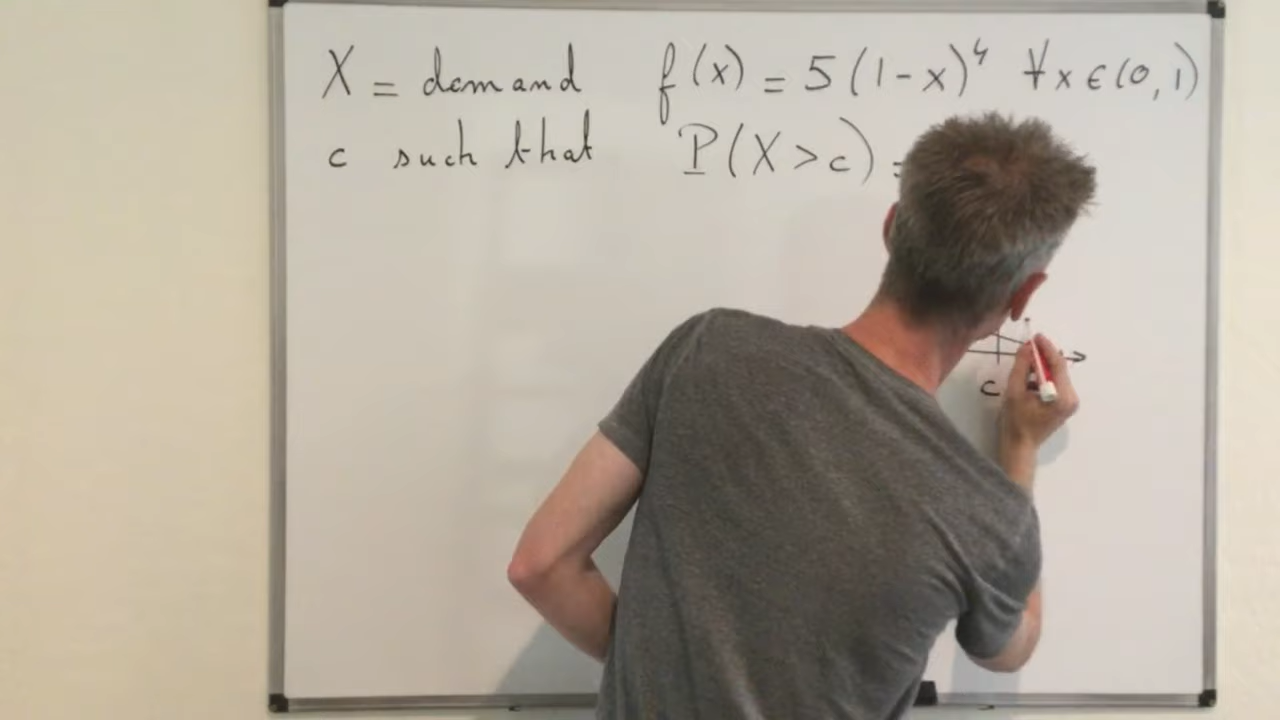 X = demand f(x) = 5(1-x)⁴ ∀x∈(0,1)
c such that P(X>c) =
c